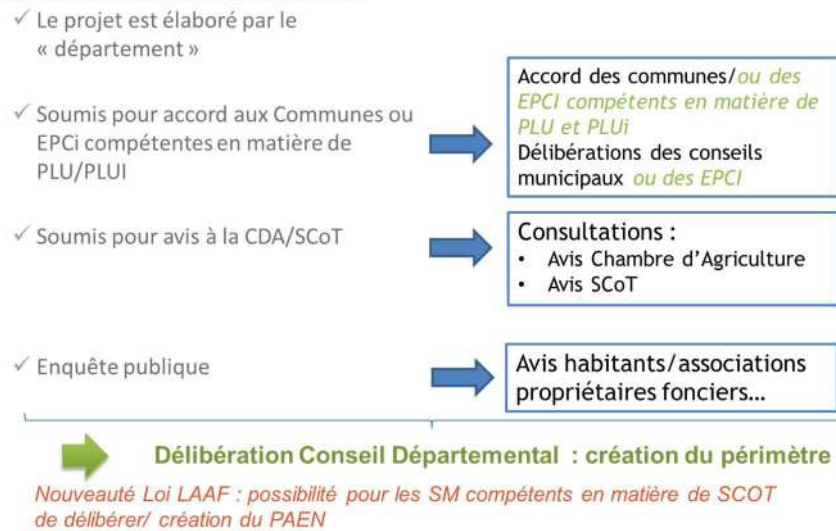 ✓ Le projet est élaboré par le
« département »
✓ Soumis pour accord aux Communes ou
EPCi compétentes en matière de
PLU/PLUI
Accord des communes/ou des
EPCI compétents en matière de
PLU et PLUi
Délibérations des conseils
municipaux ou des EPCI
✓ Soumis pour avis à la CDA/SCoT
Consultations :
• Avis Chambre d'Agriculture
• Avis SCoT
✓ Enquête publique
Avis habitants/associations
propriétaires fonciers…
Délibération Conseil Départemental : création du périmètre
Nouveauté Loi LAAF : possibilité pour les SM compétents en matière de SCOT
de délibérer/ création du PAEN